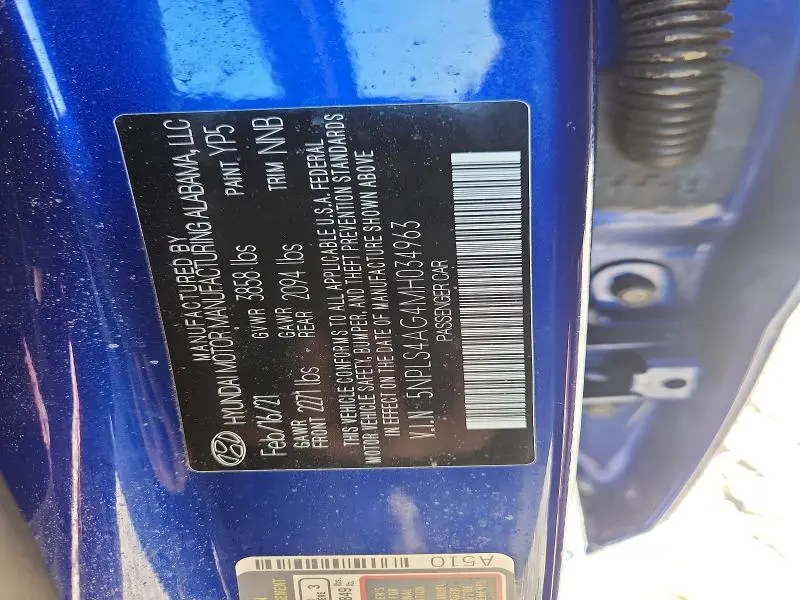 MANUFACTURED BY
HYUNDAI MOTOR MANUFACTURING ALABAMA, LLC
Feb/16/21 GVWR 3858 lbs PAINT YP5
GAWR FRONT 2271 lbs GAWR REAR 2094 lbs TRIM NNB
THIS VEHICLE CONFORMS TO ALL APPLICABLE U.S.A. FEDERAL
MOTOR VEHICLE SAFETY, BUMPER, AND THEFT PREVENTION STANDARDS
IN EFFECT ON THE DATE OF MANUFACTURE SHOWN ABOVE
V.I.N 5NPLS4AG4MH034963
PASSENGER CAR
A510